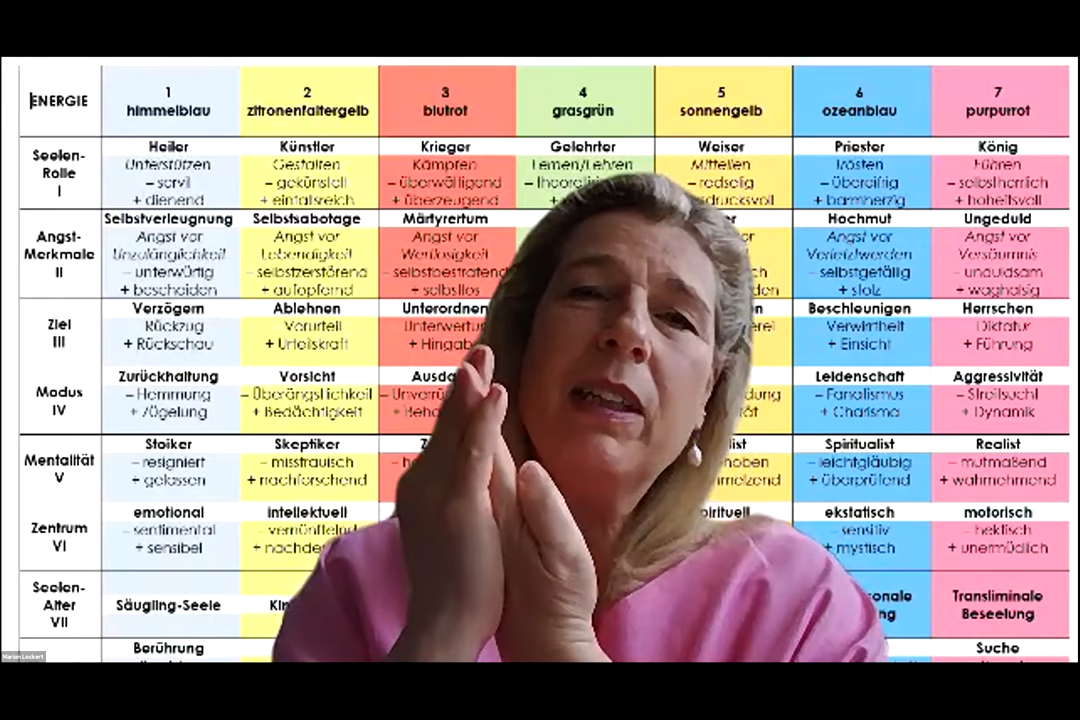 ENERGIE
1
himmelblau
2
zitronenfaltergelb
3
blutrot
4
grasgrün
5
sonnengelb
6
ozeanblau
7
purpurrot
Seelen-
Rolle
I
Heiler
Unterstützen
– servil
+ dienend
Künstler
Gestalten
– gekünstelt
+ einfallsreich
Krieger
Kämpfen
– überwältigend
+ überzeugend
Gelehrter
Lernen/Lehren
Weiser
Mitteilen
– redselig
Priester
Trösten
– übereifrig
+ barmherzig
König
Führen
– selbstherrlich
+ hoheitsvoll
Angst-
Merkmale
II
Selbstverleugnung
Angst vor
Unzulänglichkeit
– unterwürfig
+ bescheiden
Selbstsabotage
Angst vor
Lebendigkeit
– selbstzerstörend
+ aufopfernd
Märtyrertum
Angst vor
Wertlosigkeit
– selbstbestrafend
+ selbstlos
Hochmut
Angst vor
Verletztwerden
– selbstgefällig
+ stolz
Ungeduld
Angst vor
Versäumnis
– unduldsam
+ waghalsig
Ziel
III
Verzögern
– Rückzug
+ Rückschau
Ablehnen
– Vorurteil
+ Urteilskraft
Unterordnen
Beschleunigen
– Verwirrtheit
+ Einsicht
Herrschen
– Diktatur
+ Führung
Modus
IV
Zurückhaltung
– Hemmung
+ Zügelung
Vorsicht
– Überängstlichkeit
+ Bedächtigkeit
Leidenschaft
– Fanatismus
+ Charisma
Aggressivität
– Streitsucht
+ Dynamik
Mentalität
V
Stoiker
– resigniert
+ gelassen
Skeptiker
– misstrauisch
+ nachforschend
Spiritualist
– leichtgläubig
+ überprüfend
Realist
– mutmaßend
+ wahrnehmend
Zentrum
VI
emotional
– sentimental
+ sensibel
intellektuell
ekstatisch
– sensitiv
+ mystisch
motorisch
– hektisch
+ unermüdlich
Seelen-
Alter
VII
Säugling-Seele
Transliminale
Beseelung
Berührung
Suche
Marion Leckert